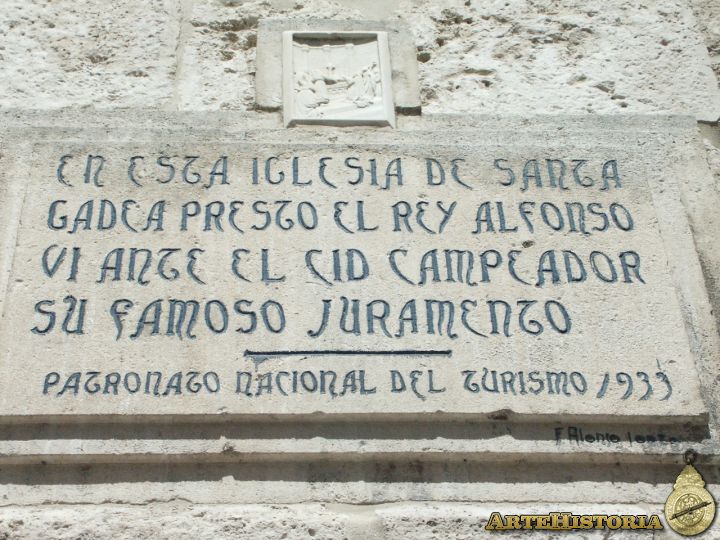 EN ESTA IGLESIA DE SANTA
GADEA PRESTO EL REY ALFONSO
VI ANTE EL CID CAMPEADOR
SU FAMOSO JURAMENTO
PATRONATO NACIONAL DEL TURISMO 1933
F. Alonso
ARTEHISTORIA